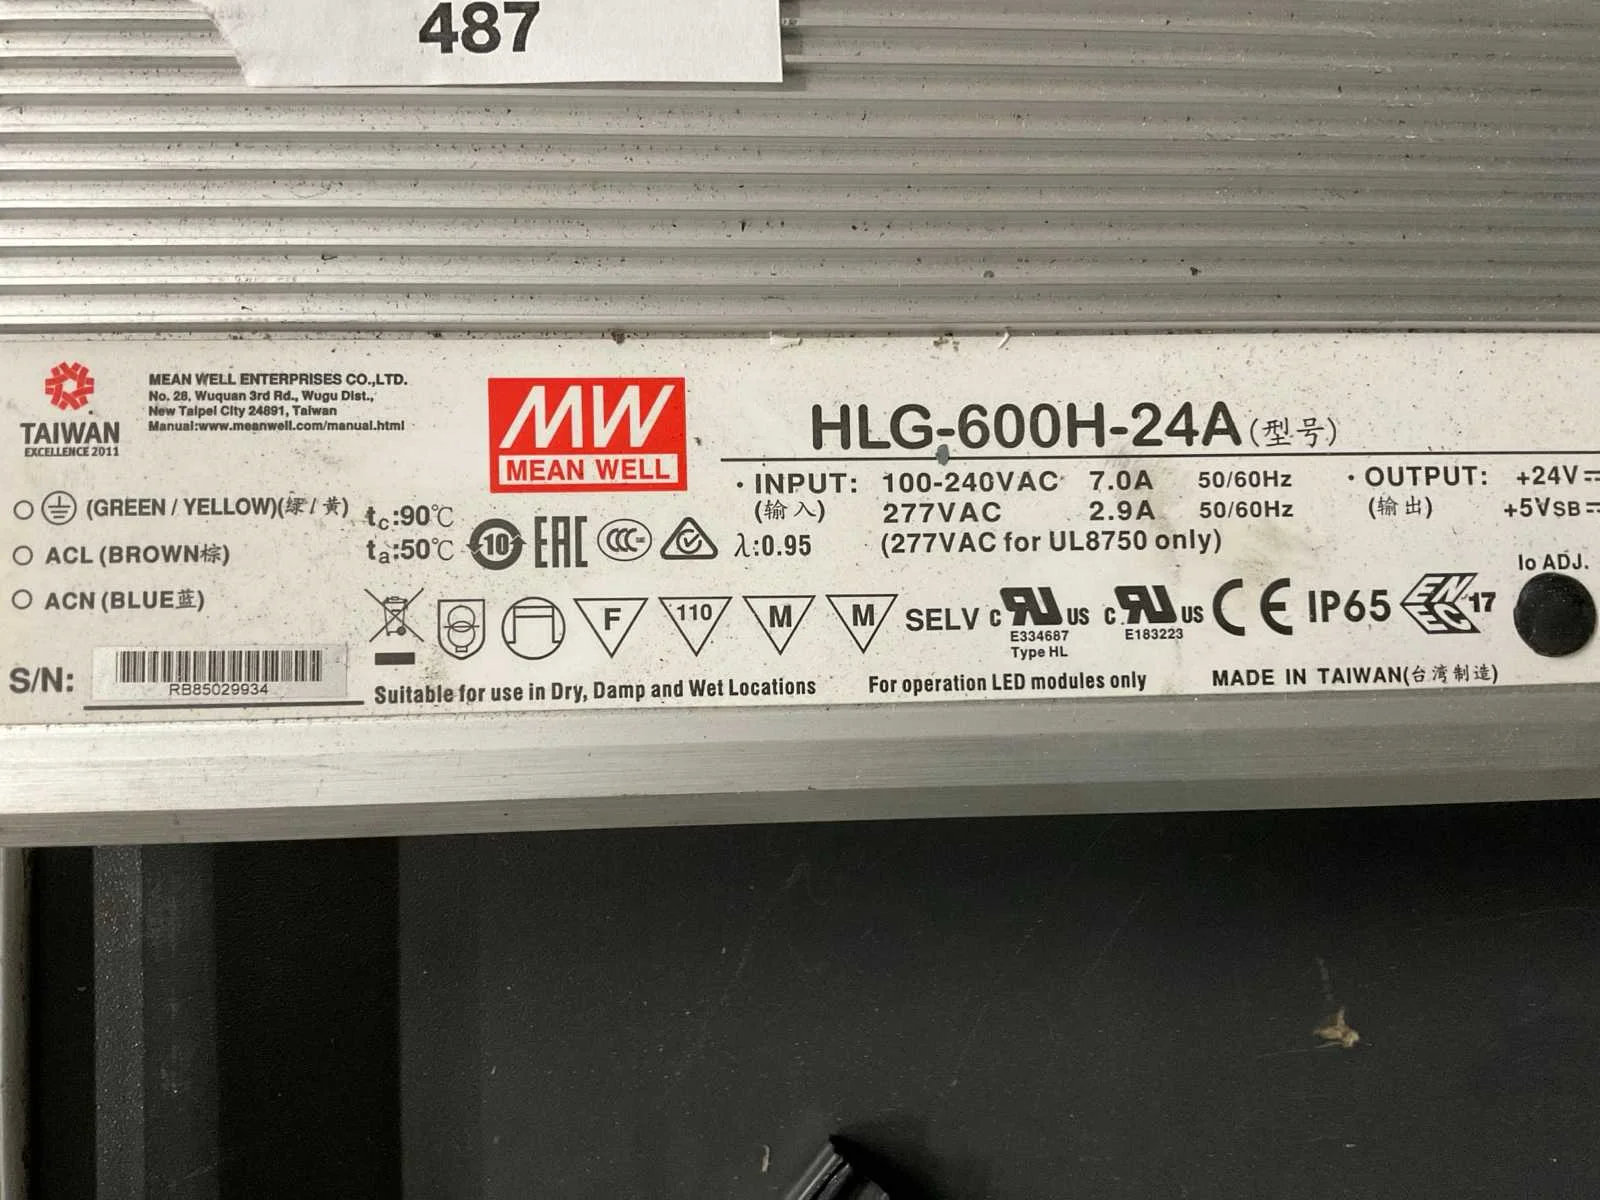 487
TAIWAN
EXCELLENCE 2011
MEAN WELL ENTERPRISES CO.,LTD.
No. 28, Wuquan 3rd Rd., Wugu Dist.,
New Taipei City 24891, Taiwan
Manual:www.meanwell.com/manual.html
MW
MEAN WELL
HLG-600H-24A(型号)
· INPUT: 100-240VAC 7.0A 50/60Hz
(输入) 277VAC 2.9A 50/60Hz
(277VAC for UL8750 only)
· OUTPUT: +24V
(输出) +5VSB
Io ADJ.
(GREEN / YELLOW)(绿/黄)
ACL (BROWN棕)
ACN (BLUE蓝)
tc:90℃
ta:50℃
10 EAC CCC λ:0.95
F 110 M M SELV c RU US c RU US CE IP65 ENEC 17
E334687 E183223
Type HL
S/N: RB85029934
Suitable for use in Dry, Damp and Wet Locations
For operation LED modules only
MADE IN TAIWAN(台湾制造)